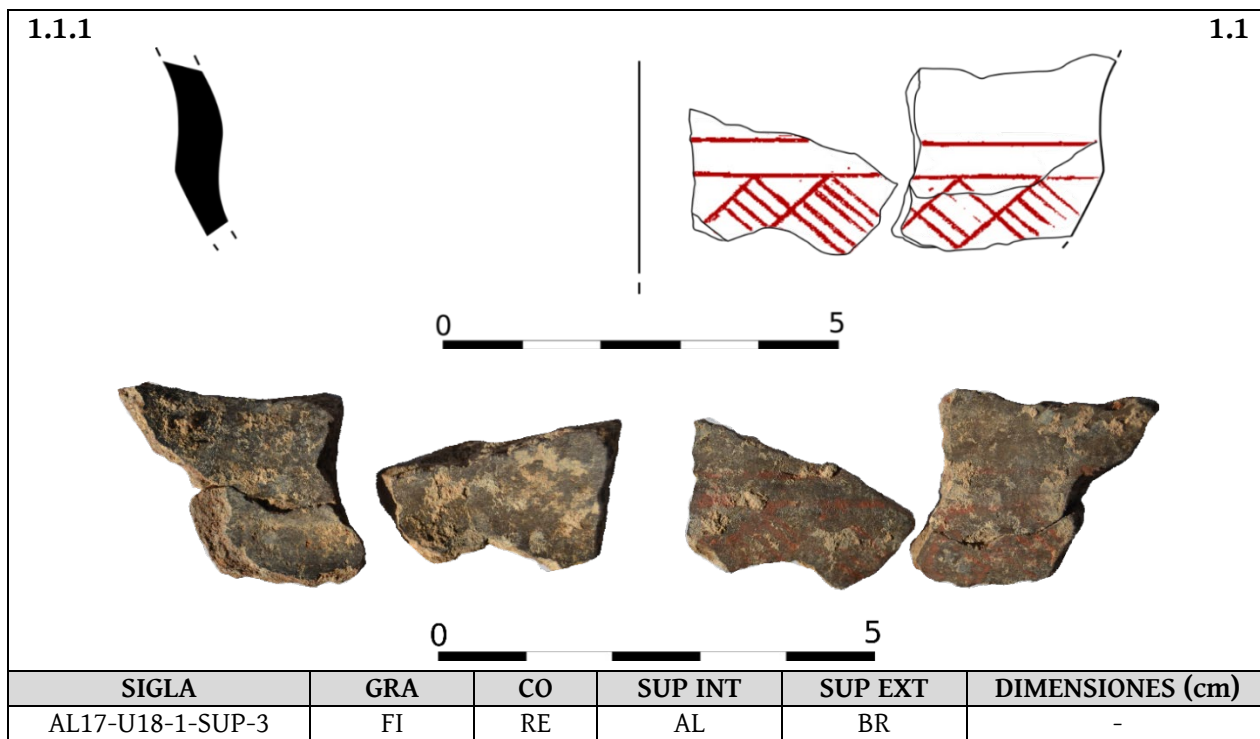 1.1.1 1.1
0 5
0 5
SIGLA GRA CO SUP INT SUP EXT DIMENSIONES (cm)
AL17-U18-1-SUP-3 FI RE AL BR -